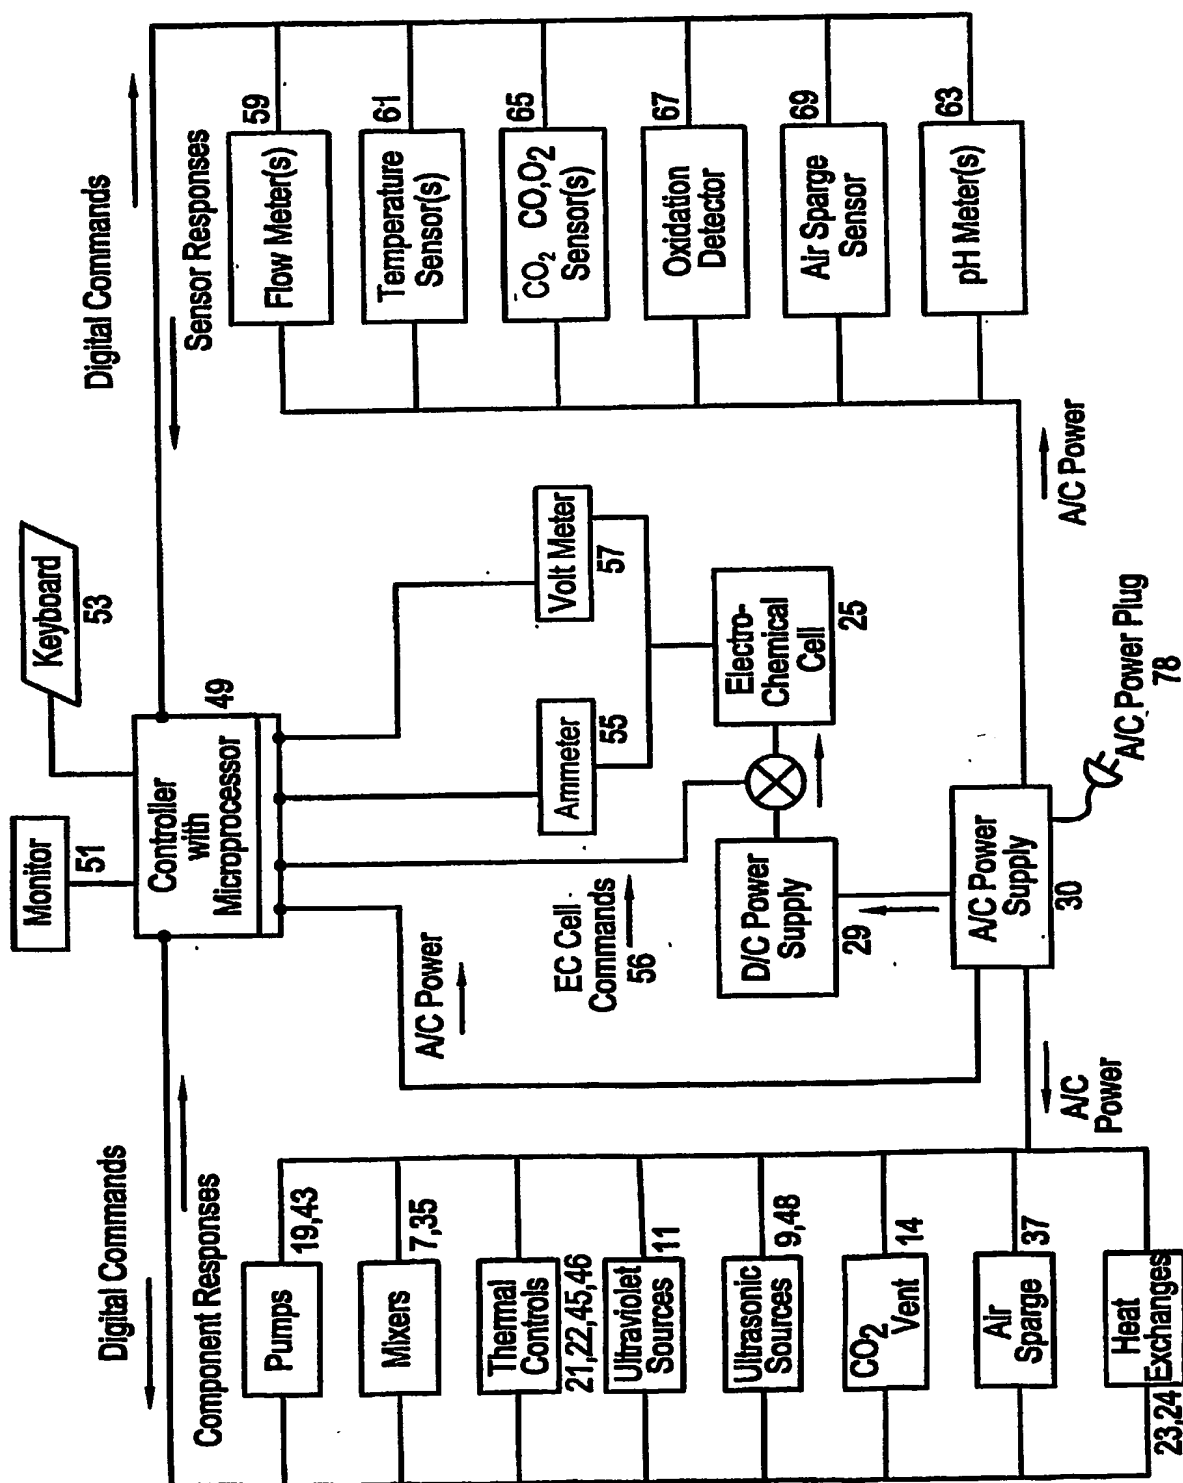 Monitor
51
Keyboard
53
Controller
with
Microprocessor
49
Digital Commands
Component Responses
Digital Commands
Sensor Responses
Pumps
19,43
Mixers
7,35
Thermal
Controls
21,22,45,46
Ultraviolet
Sources
11
Ultrasonic
Sources
9,48
CO2
Vent
14
Air
Sparge
37
Heat
Exchanges
23,24
A/C Power
EC Cell
Commands
56
Ammeter
55
Volt Meter
57
D/C Power
Supply
29
Electro-
Chemical
Cell
25
A/C Power
Supply
30
A/C Power Plug
78
A/C
Power
A/C Power
Flow Meter(s)
59
Temperature
Sensor(s)
61
CO2 CO,O2
Sensor(s)
65
Oxidation
Detector
67
Air Sparge
Sensor
69
pH Meter(s)
63